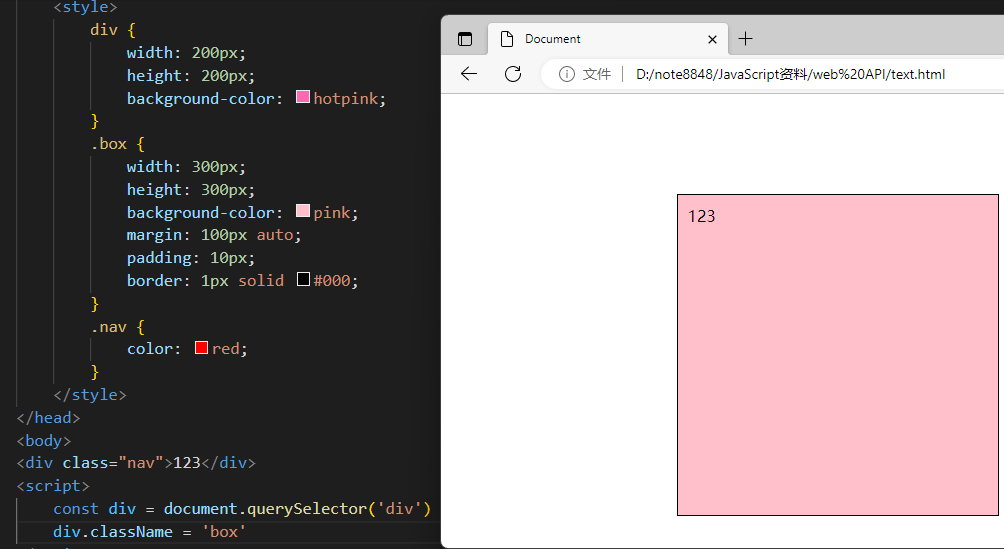 <style>
div {
width: 200px;
height: 200px;
background-color: hotpink;
}
.box {
width: 300px;
height: 300px;
background-color: pink;
margin: 100px auto;
padding: 10px;
border: 1px solid #000;
}
.nav {
color: red;
}
</style>
</head>
<body>
<div class="nav">123</div>
<script>
const div = document.querySelector('div')
div.className = 'box'
Document
文件 D:/note8848/JavaScript资料/web%20API/text.html
123